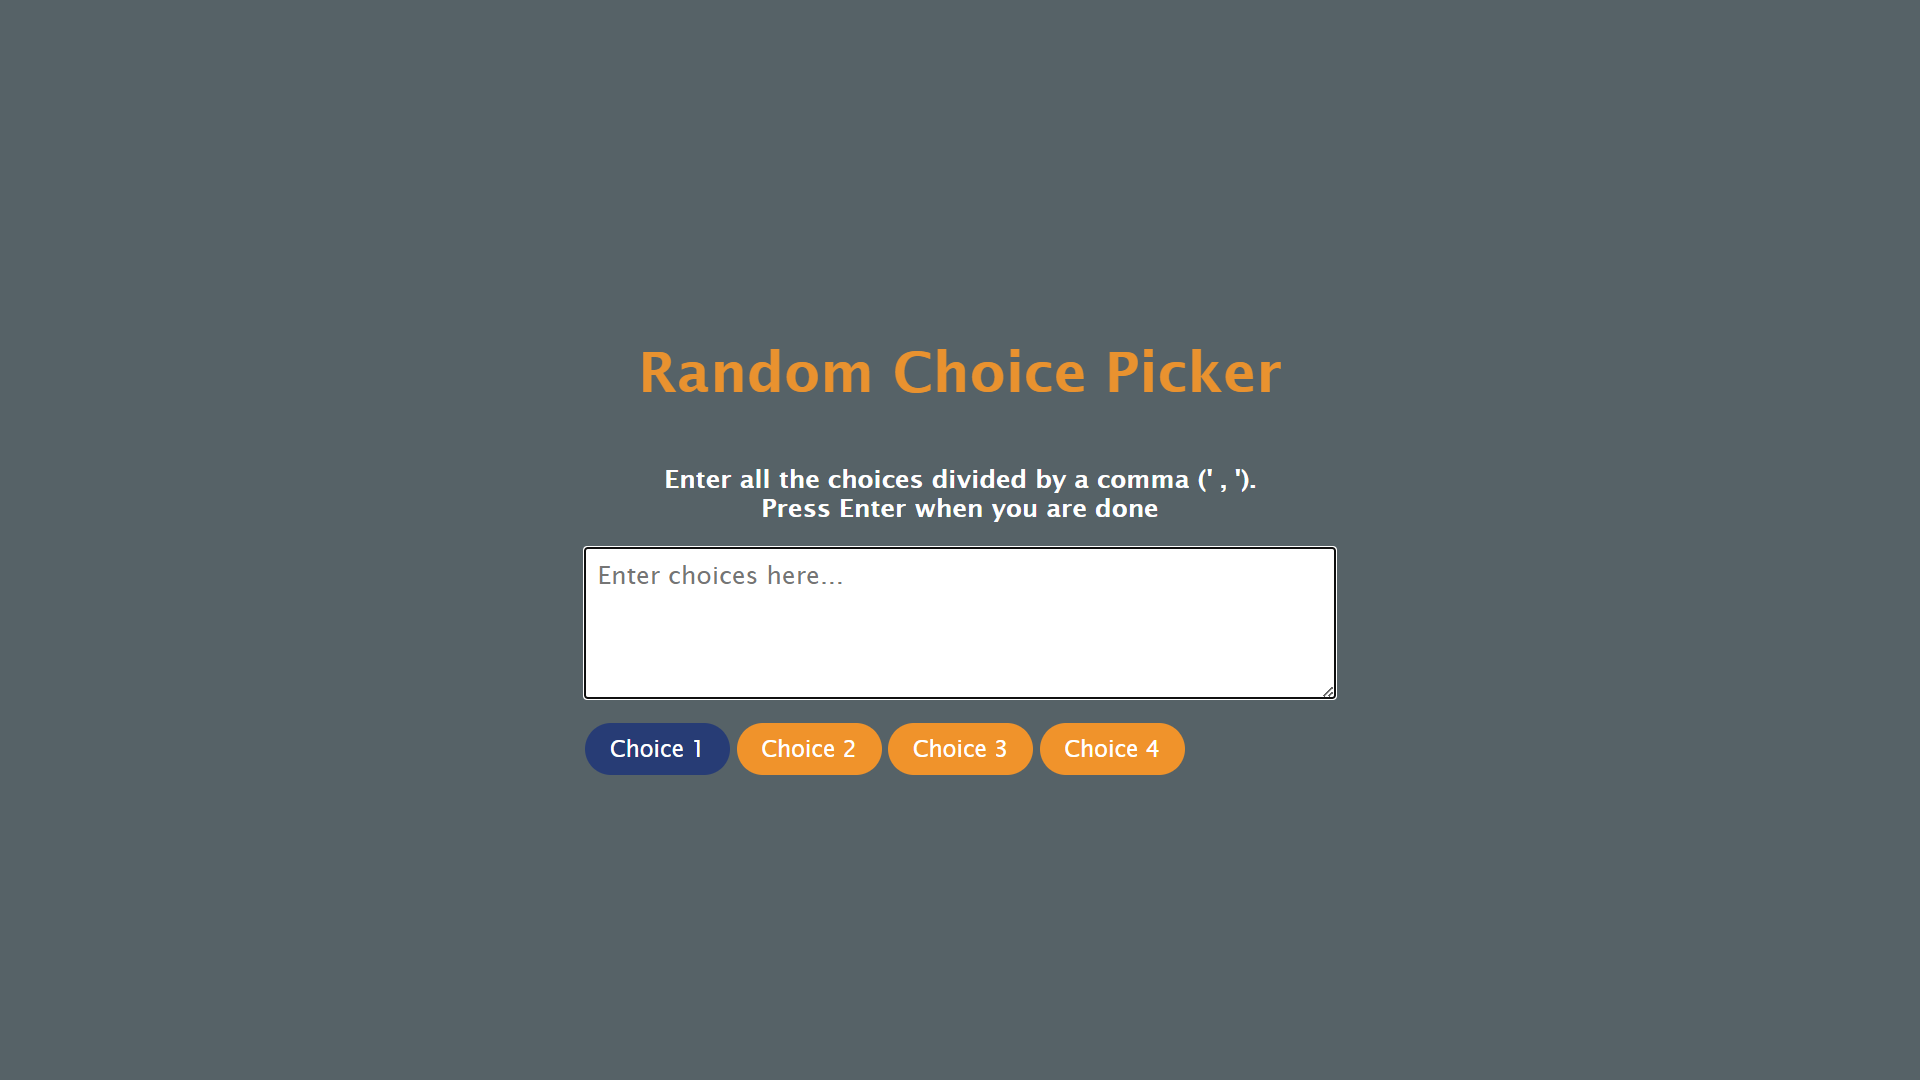 Random Choice Picker
Enter all the choices divided by a comma (' , ').
Press Enter when you are done
Enter choices here...
Choice 1 Choice 2 Choice 3 Choice 4